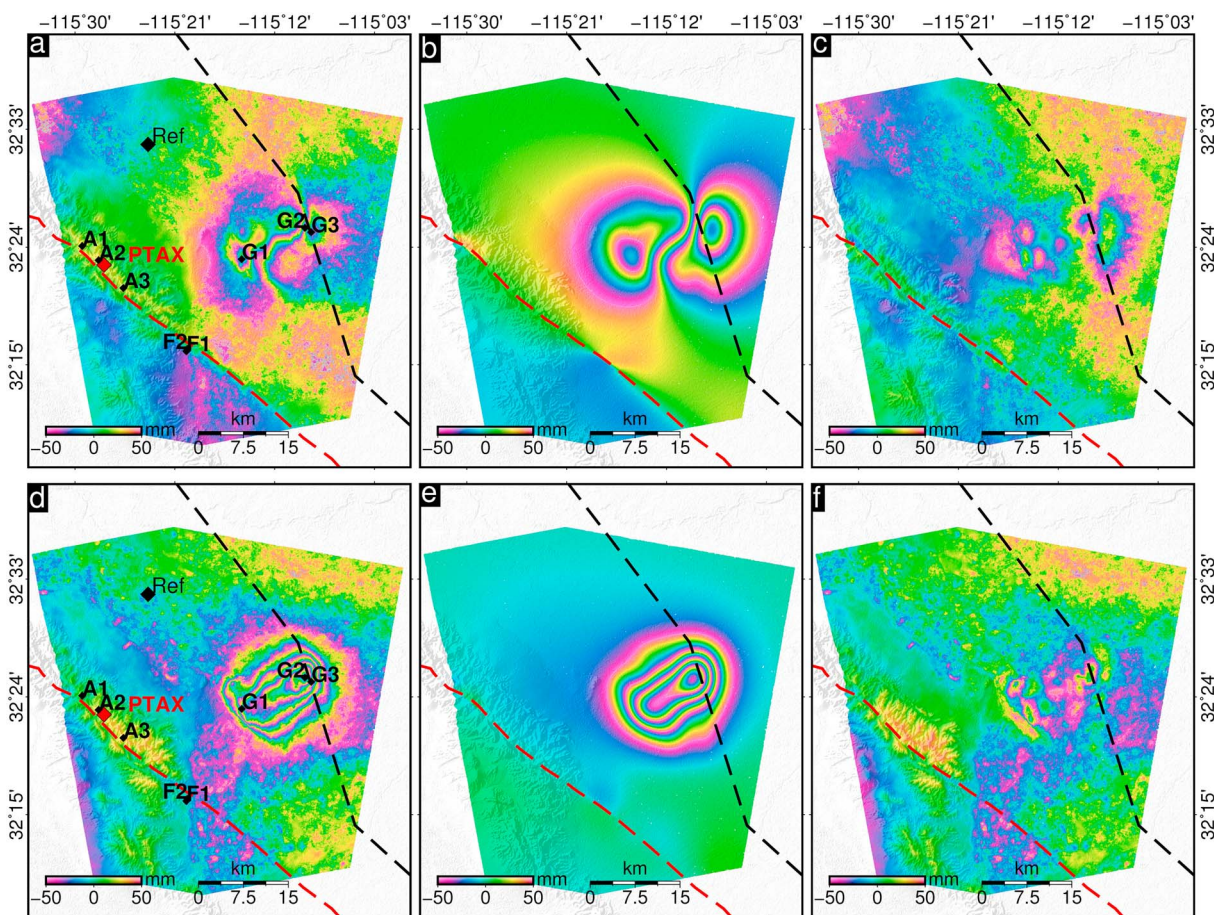 −115˚30' −115˚21' −115˚12' −115˚03' −115˚30' −115˚21' −115˚12' −115˚03' −115˚30' −115˚21' −115˚12' −115˚03'
a b c
32˚33' 32˚33'
Ref
G2 G3
A1
32˚24' 32˚24'
A2 PTAX G1
A3
F2 F1
32˚15' 32˚15'
km km km
mm mm mm
−50 0 50 0 7.5 15 −50 0 50 0 7.5 15 −50 0 50 0 7.5 15
d e f
32˚33' 32˚33'
Ref
G2 G3
A1
32˚24' 32˚24'
A2 PTAX G1
A3
F2 F1
32˚15' 32˚15'
km km km
mm mm mm
−50 0 50 0 7.5 15 −50 0 50 0 7.5 15 −50 0 50 0 7.5 15